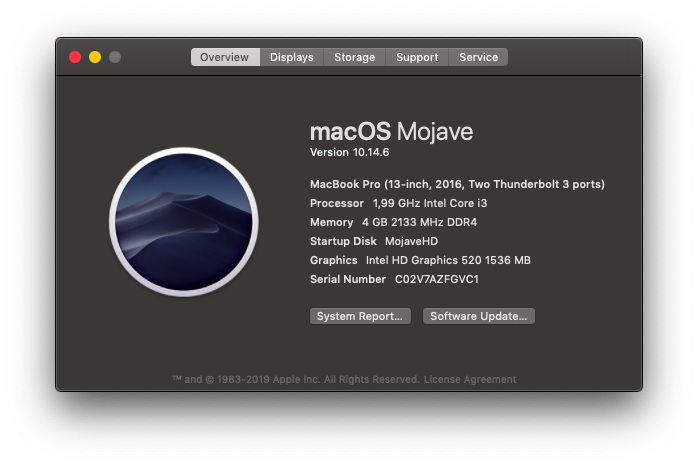 Overview Displays Storage Support Service
macOS Mojave
Version 10.14.6
MacBook Pro (13-inch, 2016, Two Thunderbolt 3 ports)
Processor 1,99 GHz Intel Core i3
Memory 4 GB 2133 MHz DDR4
Startup Disk MojaveHD
Graphics Intel HD Graphics 520 1536 MB
Serial Number C02V7AZFGVC1
System Report... Software Update...
™ and © 1983-2019 Apple Inc. All Rights Reserved. License Agreement